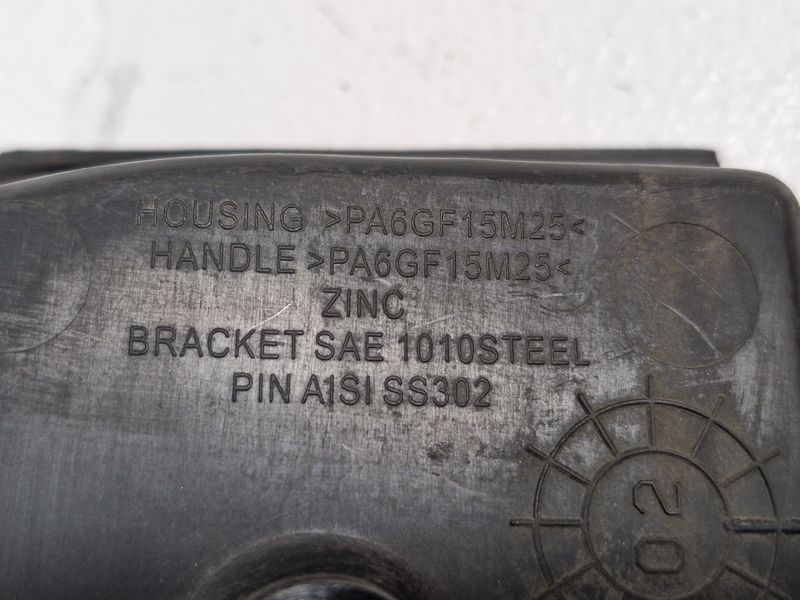 HOUSING >PA6GF15M25<
HANDLE >PA6GF15M25<
ZINC
BRACKET SAE 1010STEEL
PIN A1SI SS302
02